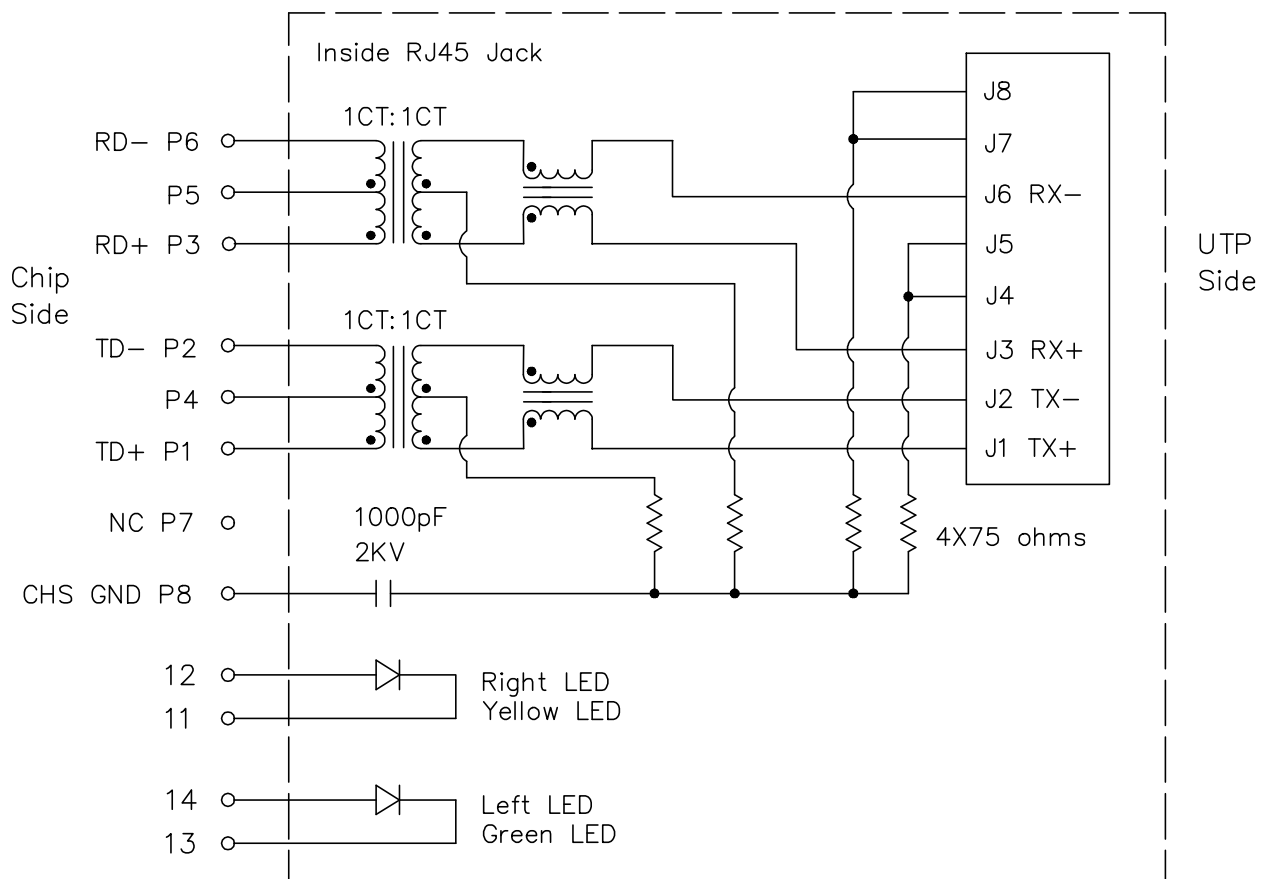 Inside RJ45 Jack
1CT:1CT
RD- P6
P5
RD+ P3
Chip
Side
1CT:1CT
TD- P2
P4
TD+ P1
NC P7
1000pF
2KV
CHS GND P8
12
11
Right LED
Yellow LED
14
13
Left LED
Green LED
J8
J7
J6 RX-
J5
J4
J3 RX+
J2 TX-
J1 TX+
4X75 ohms
UTP
Side